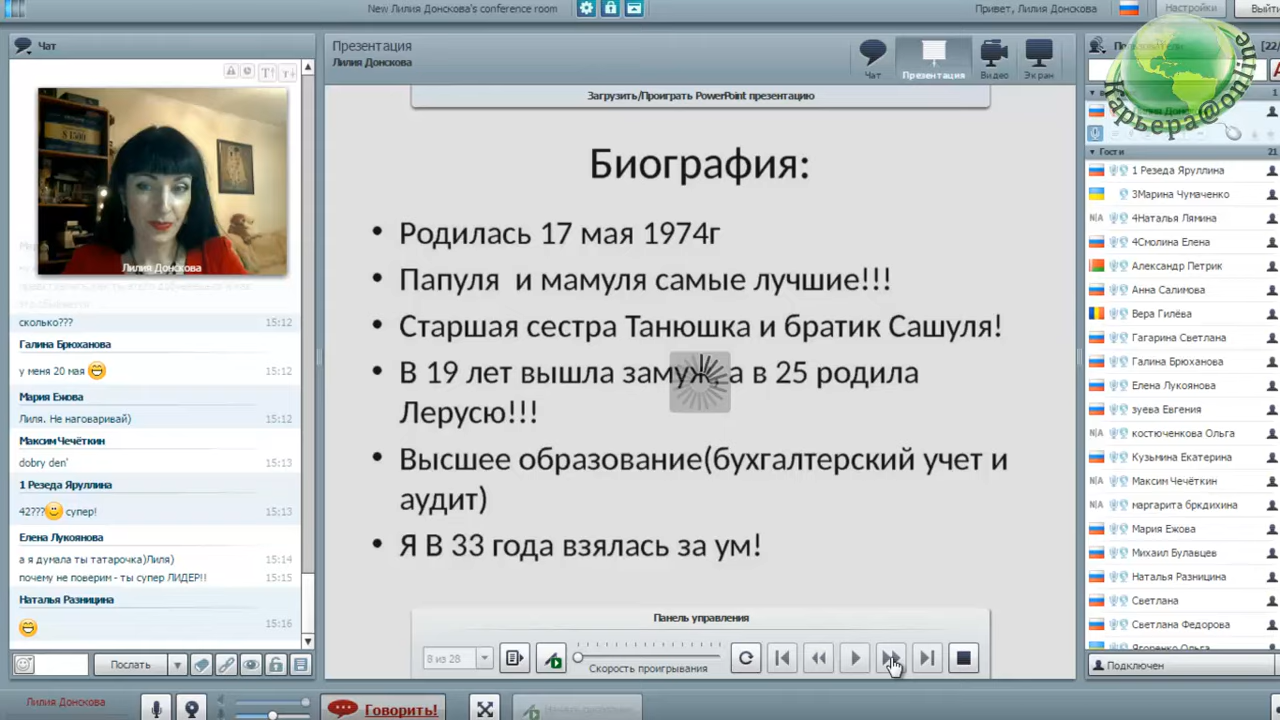 New Лилия Донскова's conference room
Привет, Лилия Донскова
Настройки
Чат
Лилия Донскова
сколько???
15:12
Галина Брюханова
у меня 20 мая
15:12
Мария Ежова
Лиля. Не наговаривай)
15:12
Максим Чечёткин
dobry den'
15:13
1 Резеда Яруллина
42??? супер!
15:13
Елена Лукоянова
а я думала ты татарочка)Лиля)
15:14
почему не поверим - ты супер ЛИДЕР!!
15:15
Наталья Разницина
15:16
Послать
Лилия Донскова
Презентация
Лилия Донскова
Чат
Презентация
Видео
Экран
Загрузить/Проиграть PowerPoint презентацию
Биография:
• Родилась 17 мая 1974г
• Папуля и мамуля самые лучшие!!!
• Старшая сестра Танюшка и братик Сашуля!
• В 19 лет вышла замуж, а в 25 родила
Лерусю!!!
• Высшее образование(бухгалтерский учет и
аудит)
• Я В 33 года взялась за ум!
Панель управления
8 из 28
Скорость проигрывания
Говорить!
Карьера@online
1
Гости
21
1 Резеда Яруллина
3Марина Чумаченко
N/A 4Наталья Лямина
4Смолина Елена
Александр Петрик
Анна Салимова
Вера Гилёва
Гагарина Светлана
Галина Брюханова
Елена Лукоянова
зуева Евгения
N/A костюченкова Ольга
Кузьмина Екатерина
N/A Максим Чечёткин
N/A маргарита бркдихина
Мария Ежова
Михаил Булавцев
Наталья Разницина
Светлана
Светлана Федорова
Подключен